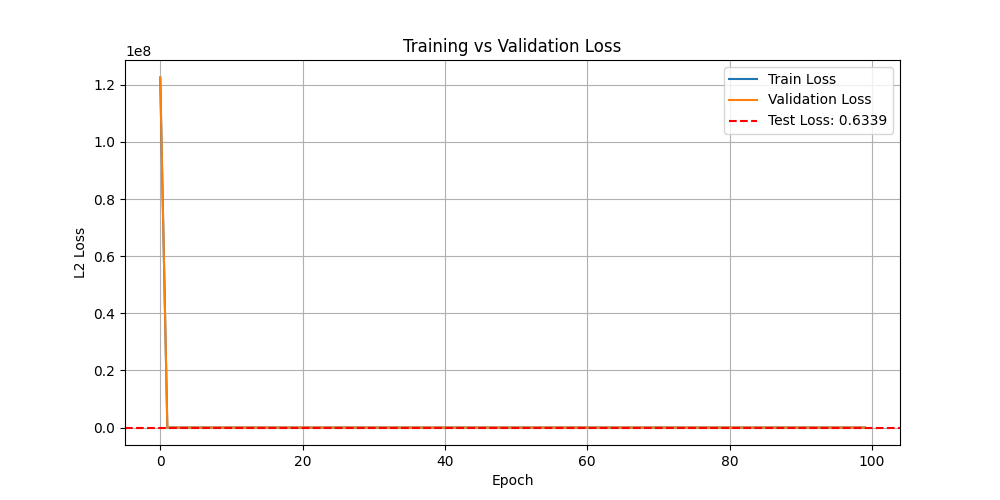 Training vs Validation Loss
1e8
1.2
1.0
0.8
0.6
0.4
0.2
0.0
L2 Loss
Train Loss
Validation Loss
Test Loss: 0.6339
0 20 40 60 80 100
Epoch